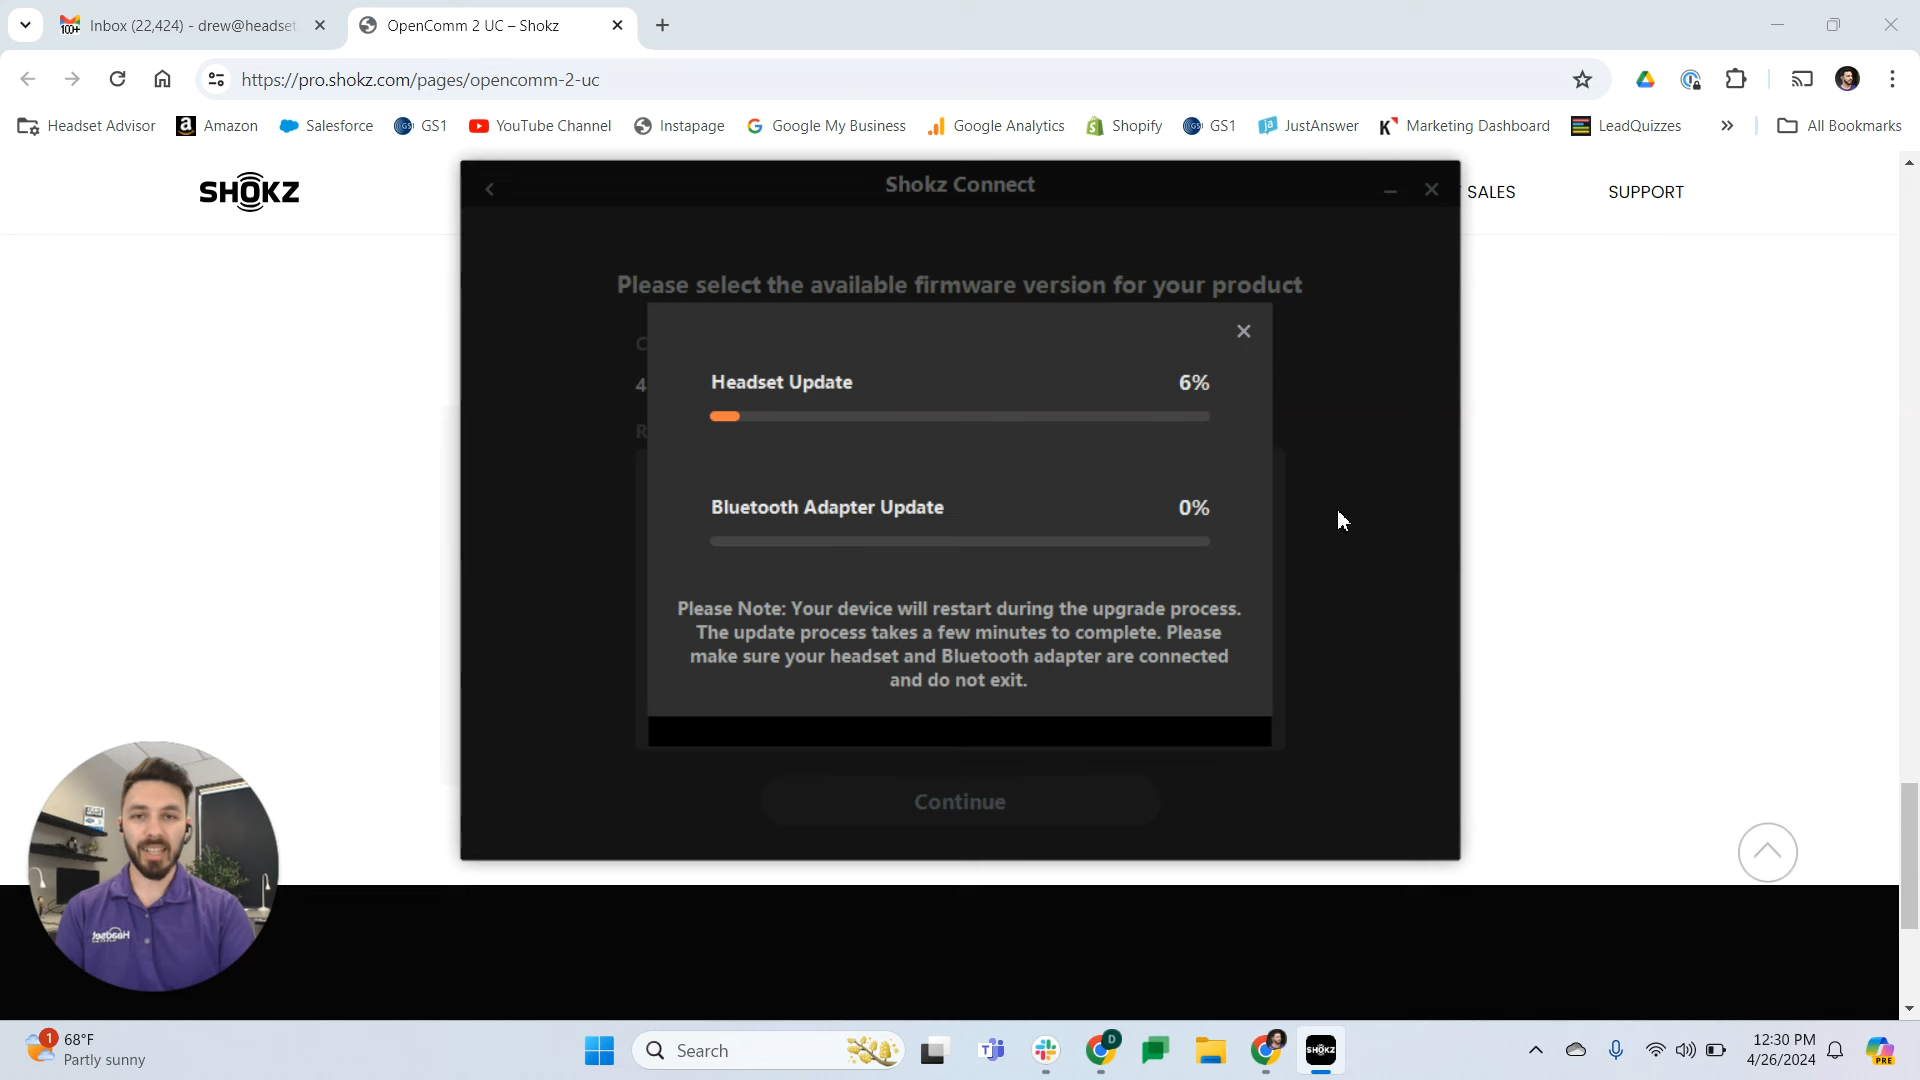 Inbox (22,424) - drew@headset
OpenComm 2 UC – Shokz
https://pro.shokz.com/pages/opencomm-2-uc
Headset Advisor
Amazon
Salesforce
GS1
YouTube Channel
Instapage
Google My Business
Google Analytics
Shopify
GS1
JustAnswer
Marketing Dashboard
LeadQuizzes
All Bookmarks
SHOKZ
SALES
SUPPORT
Shokz Connect
Please select the available firmware version for your product
C
4
R
Headset Update
6%
Bluetooth Adapter Update
0%
Please Note: Your device will restart during the upgrade process.
The update process takes a few minutes to complete. Please
make sure your headset and Bluetooth adapter are connected
and do not exit.
Continue
1
68°F
Partly sunny
Search
D
SHOKZ
12:30 PM
4/26/2024
PRE
100+